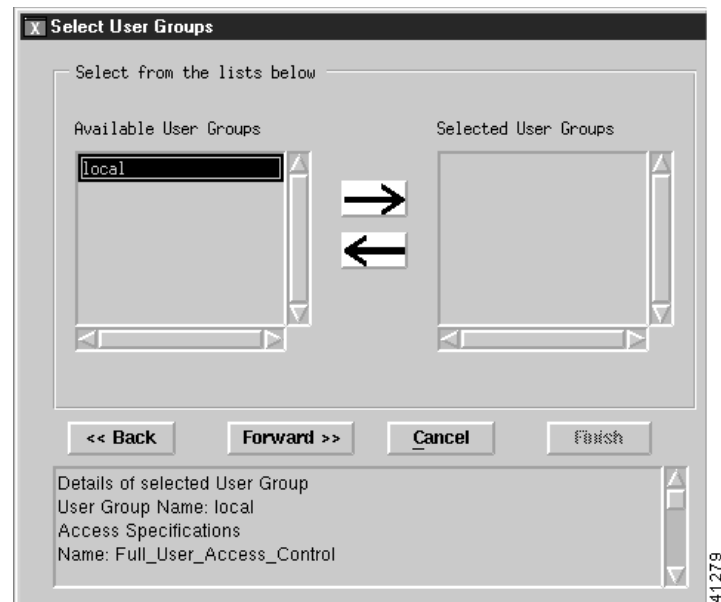 X Select User Groups
Select from the lists below
Available User Groups
Selected User Groups
local
<< Back
Forward >>
Cancel
Finish
Details of selected User Group
User Group Name: local
Access Specifications
Name: Full_User_Access_Control
41279